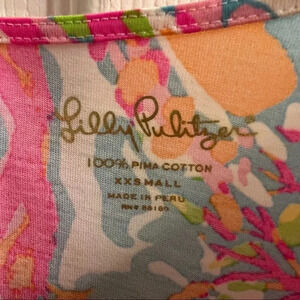 Lilly Pulitzer
100% PIMA COTTON
XXSMALL
MADE IN PERU